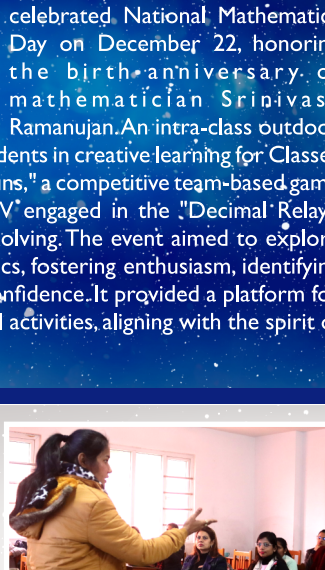 celebrated National Mathematic
Day on December 22, honorin
the birth anniversary o
mathematician Srinivas
Ramanujan. An intra-class outdoo
dents in creative learning for Classe
ns," a competitive team-based gam
V engaged in the "Decimal Relay
olving. The event aimed to explor
cs, fostering enthusiasm, identifyin
nfidence. It provided a platform fo
l activities, aligning with the spirit o